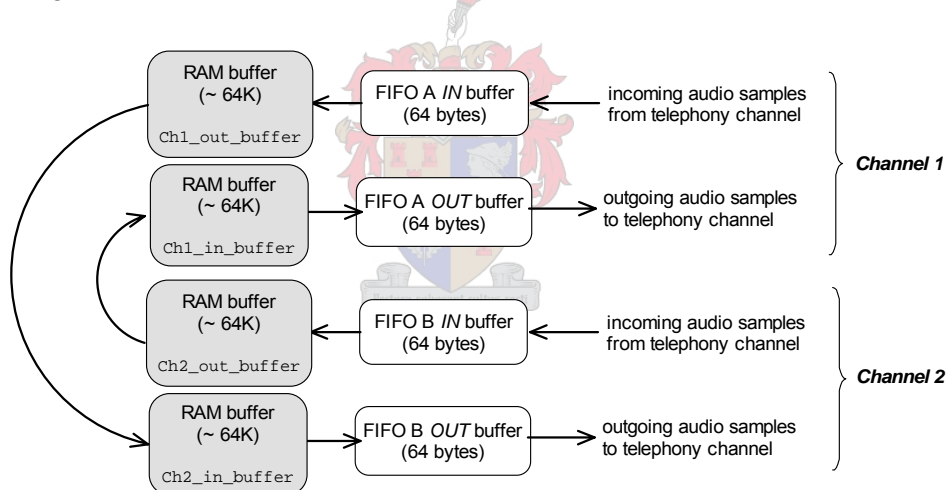 RAM buffer
(~ 64K)
Ch1_out_buffer
FIFO A IN buffer
(64 bytes)
incoming audio samples
from telephony channel
RAM buffer
(~ 64K)
Ch1_in_buffer
FIFO A OUT buffer
(64 bytes)
outgoing audio samples
to telephony channel
Channel 1
RAM buffer
(~ 64K)
Ch2_out_buffer
FIFO B IN buffer
(64 bytes)
incoming audio samples
from telephony channel
RAM buffer
(~ 64K)
Ch2_in_buffer
FIFO B OUT buffer
(64 bytes)
outgoing audio samples
to telephony channel
Channel 2